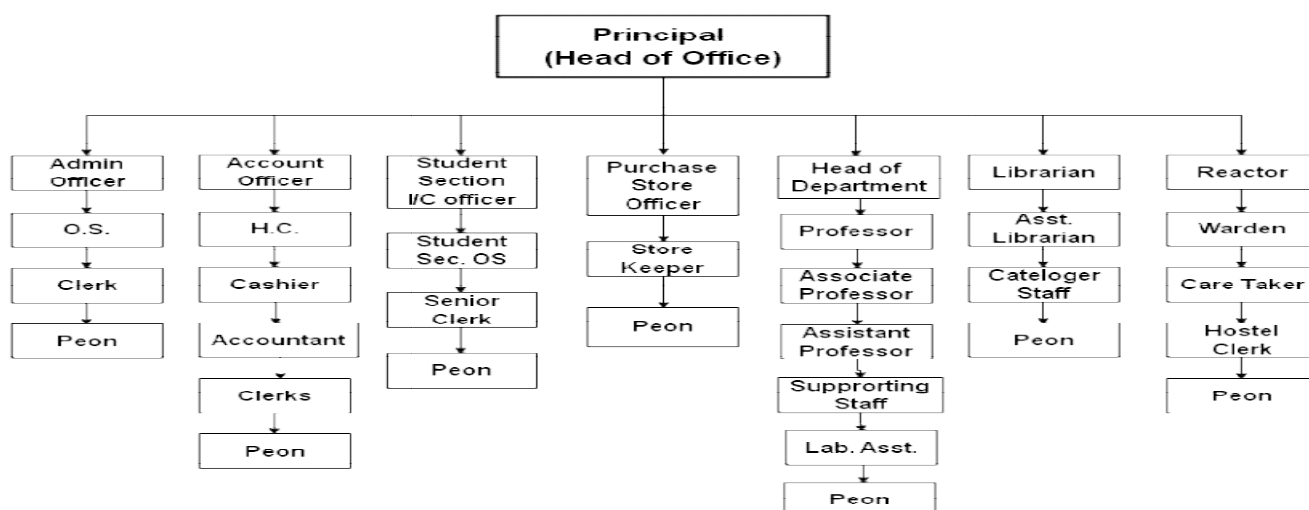 Principal
(Head of Office)
Admin
Officer
O.S.
Clerk
Peon
Account
Officer
H.C.
Cashier
Accountant
Clerks
Peon
Student
Section
I/C officer
Student
Sec. OS
Senior
Clerk
Peon
Purchase
Store
Officer
Store
Keeper
Peon
Head of
Department
Professor
Associate
Professor
Assistant
Professor
Supprorting
Staff
Lab. Asst.
Peon
Librarian
Asst.
Librarian
Cateloger
Staff
Peon
Reactor
Warden
Care Taker
Hostel
Clerk
Peon